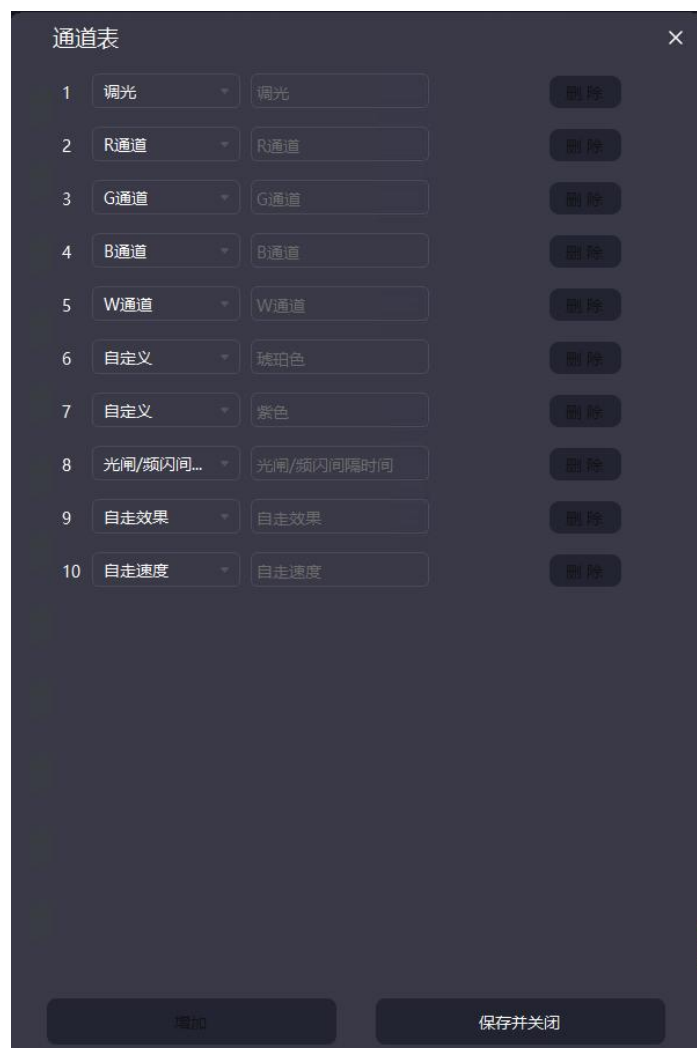 通道表 ×
1 调光 调光 删除
2 R通道 R通道 删除
3 G通道 G通道 删除
4 B通道 B通道 删除
5 W通道 W通道 删除
6 自定义 琥珀色 删除
7 自定义 紫色 删除
8 光闸/频闪间... 光闸/频闪间隔时间 删除
9 自走效果 自走效果 删除
10 自走速度 自走速度 删除
增加 保存并关闭